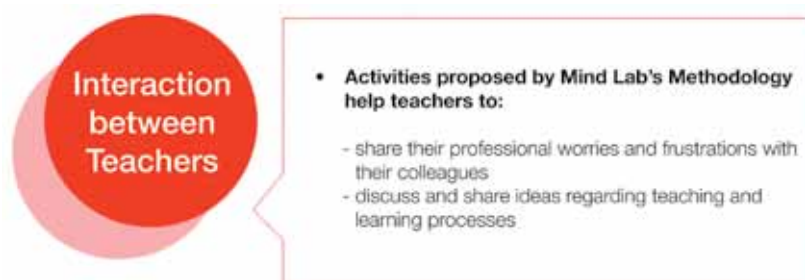 Interaction
between
Teachers
• Activities proposed by Mind Lab's Methodology
help teachers to:
- share their professional worries and frustrations with
their colleagues
- discuss and share ideas regarding teaching and
learning processes